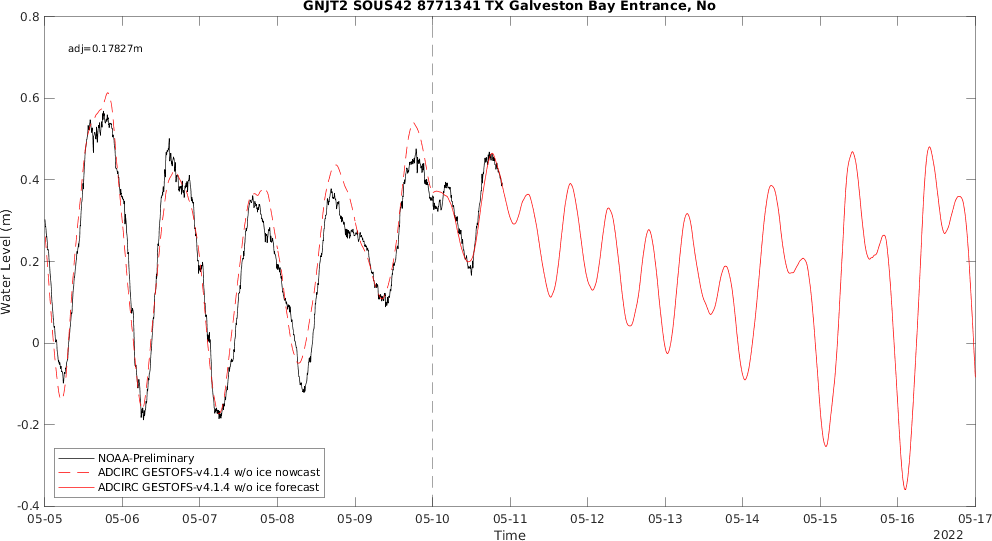 GNJT2 SOUS42 8771341 TX Galveston Bay Entrance, No
adj=0.17827m
0.8
0.6
0.4
0.2
0
-0.2
-0.4
Water Level (m)
NOAA-Preliminary
ADCIRC GESTOFS-v4.1.4 w/o ice nowcast
ADCIRC GESTOFS-v4.1.4 w/o ice forecast
05-05 05-06 05-07 05-08 05-09 05-10 05-11 05-12 05-13 05-14 05-15 05-16 05-17
Time
2022